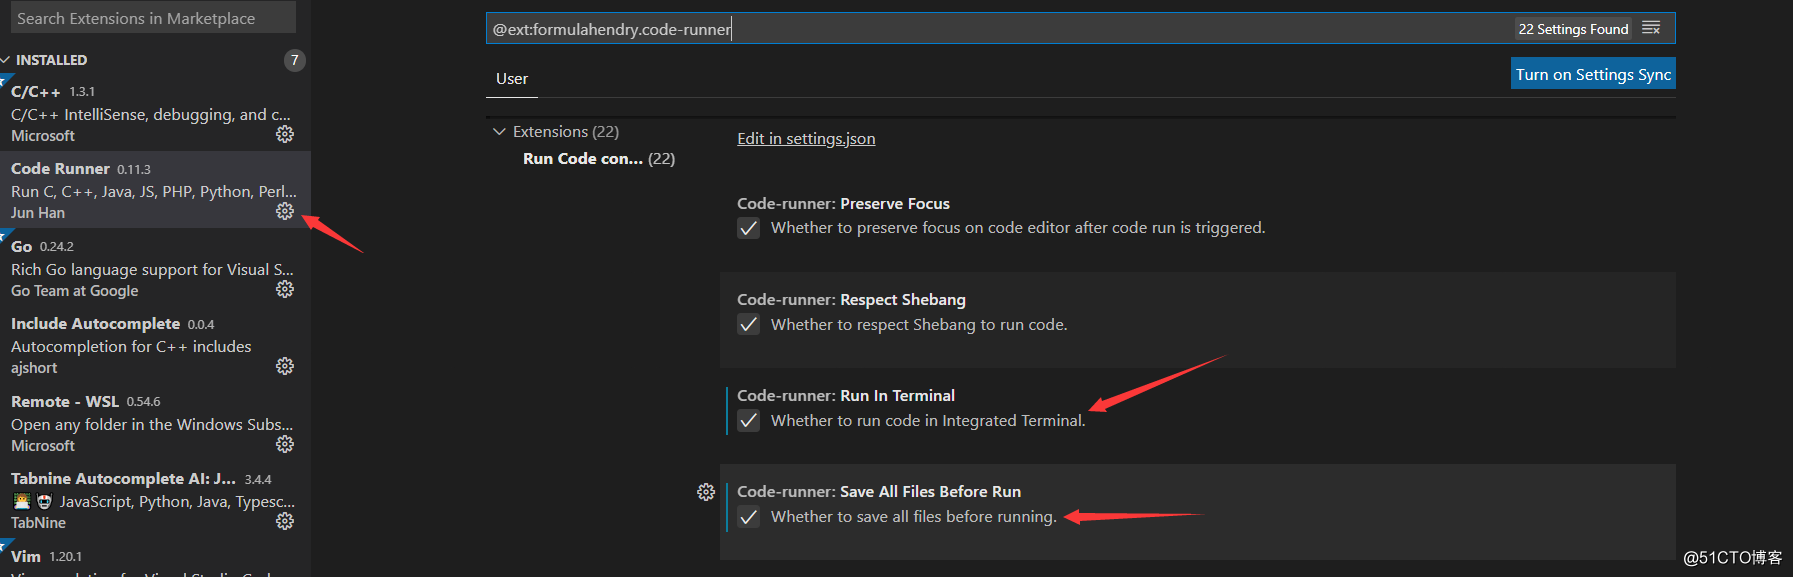 Search Extensions in Marketplace
INSTALLED 7
C/C++ 1.3.1
C/C++ IntelliSense, debugging, and c...
Microsoft
Code Runner 0.11.3
Run C, C++, Java, JS, PHP, Python, Perl...
Jun Han
Go 0.24.2
Rich Go language support for Visual S...
Go Team at Google
Include Autocomplete 0.0.4
Autocompletion for C++ includes
ajshort
Remote - WSL 0.54.6
Open any folder in the Windows Subs...
Microsoft
Tabnine Autocomplete AI: J... 3.4.4
JavaScript, Python, Java, Typesc...
TabNine
Vim 1.20.1
@ext:formulahendry.code-runner
22 Settings Found
User
Turn on Settings Sync
Extensions (22)
Run Code con... (22)
Edit in settings.json
Code-runner: Preserve Focus
Whether to preserve focus on code editor after code run is triggered.
Code-runner: Respect Shebang
Whether to respect Shebang to run code.
Code-runner: Run In Terminal
Whether to run code in Integrated Terminal.
Code-runner: Save All Files Before Run
Whether to save all files before running.
@51CTO博客